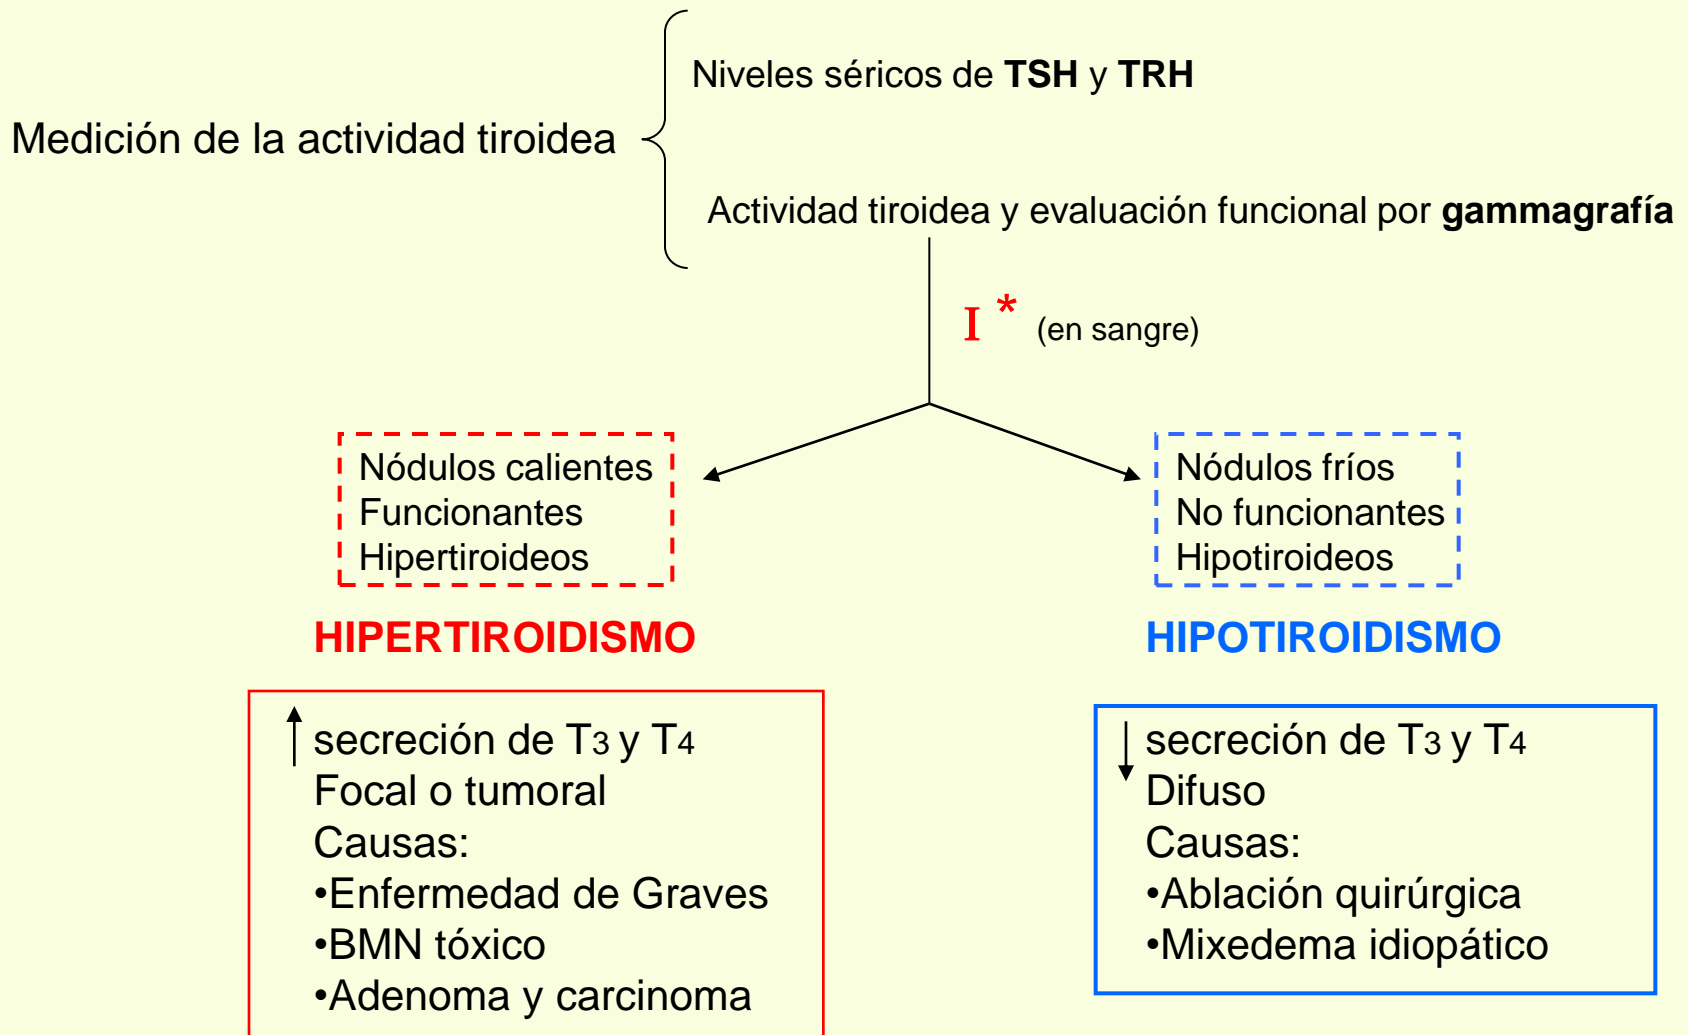 Niveles séricos de TSH y TRH
Medición de la actividad tiroidea
Actividad tiroidea y evaluación funcional por gammagrafía
I * (en sangre)
Nódulos calientes
Funcionantes
Hipertiroideos
HIPERTIROIDISMO
secreción de T3 y T4
Focal o tumoral
Causas:
•Enfermedad de Graves
•BMN tóxico
•Adenoma y carcinoma
Nódulos fríos
No funcionantes
Hipotiroideos
HIPOTIROIDISMO
secreción de T3 y T4
Difuso
Causas:
•Ablación quirúrgica
•Mixedema idiopático